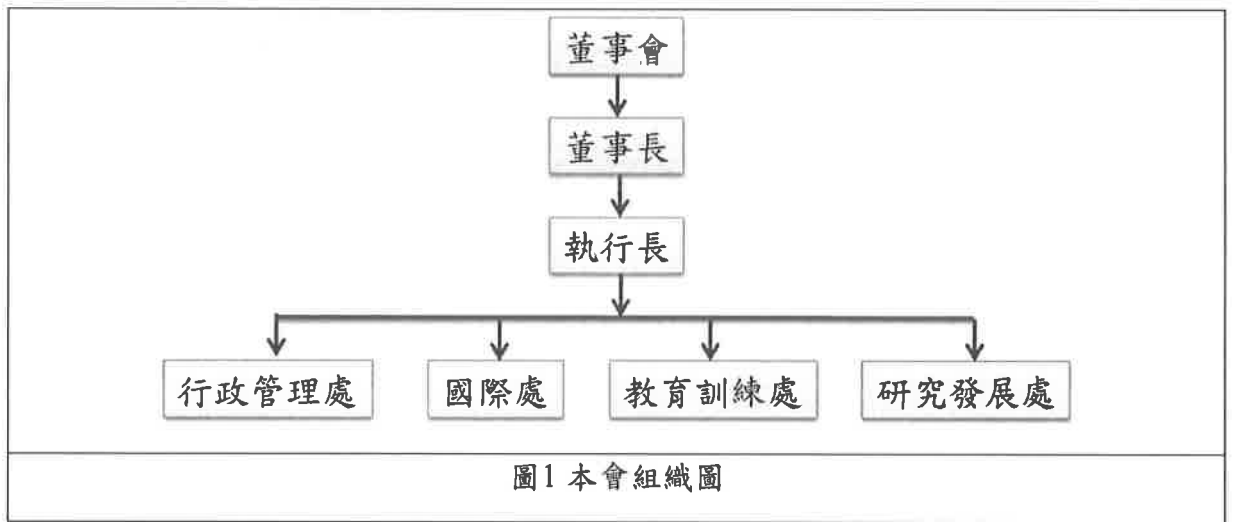 董事會
董事長
執行長
行政管理處
國際處
教育訓練處
研究發展處
圖1 本會組織圖